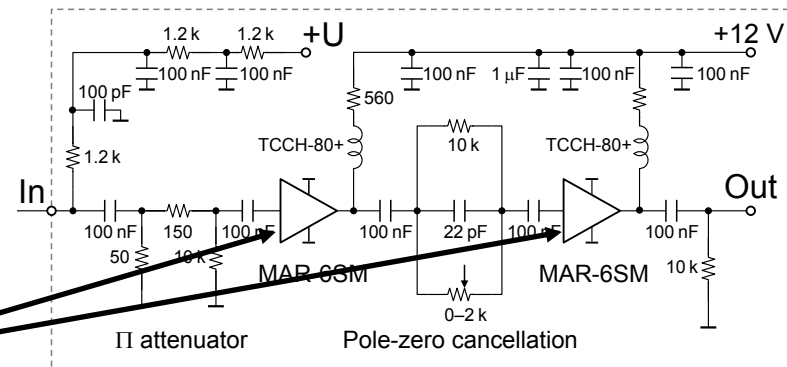 1.2 k 1.2 k +U +12 V
100 nF 100 nF 100 nF 1 µF 100 nF 100 nF
100 pF
560
TCCH-80+ 10 k TCCH-80+
1.2 k
In Out
100 nF 150 100 nF 100 nF 22 pF 100 nF 100 nF
50 10 k MAR-6SM MAR-6SM 10 k
0–2 k
Π attenuator Pole-zero cancellation